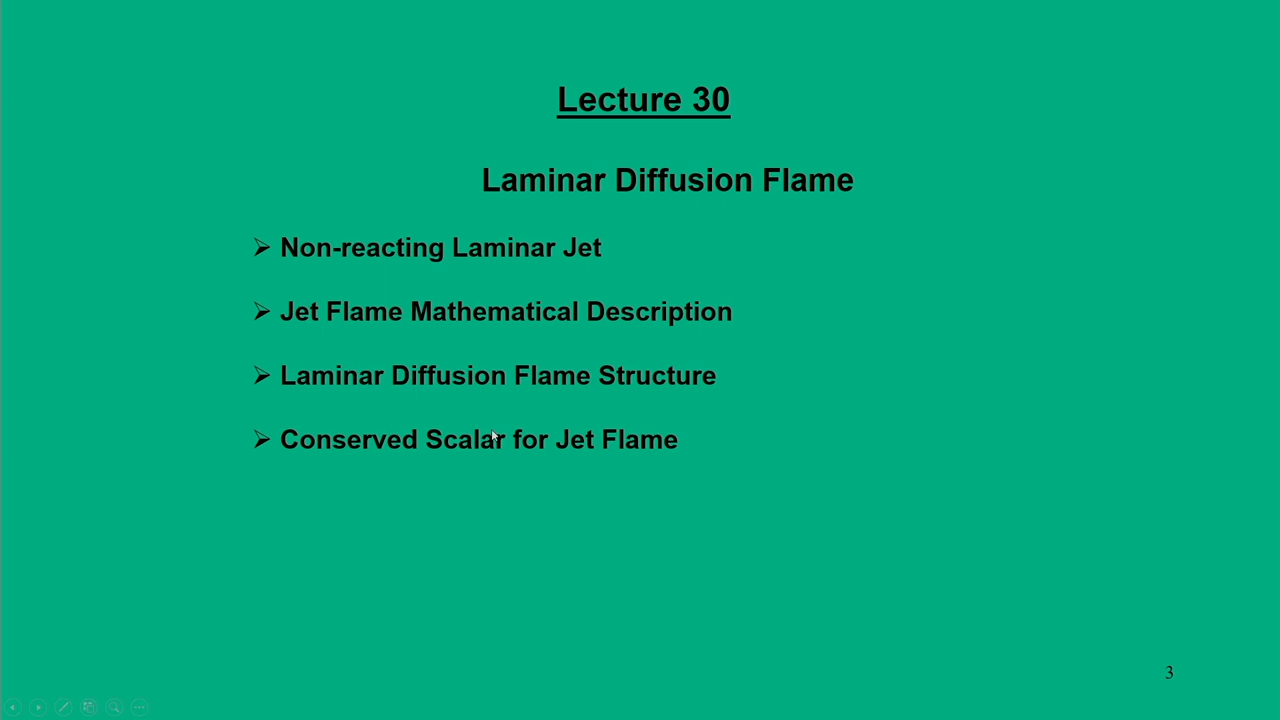 Lecture 30
Laminar Diffusion Flame
➢ Non-reacting Laminar Jet
➢ Jet Flame Mathematical Description
➢ Laminar Diffusion Flame Structure
➢ Conserved Scalar for Jet Flame
3